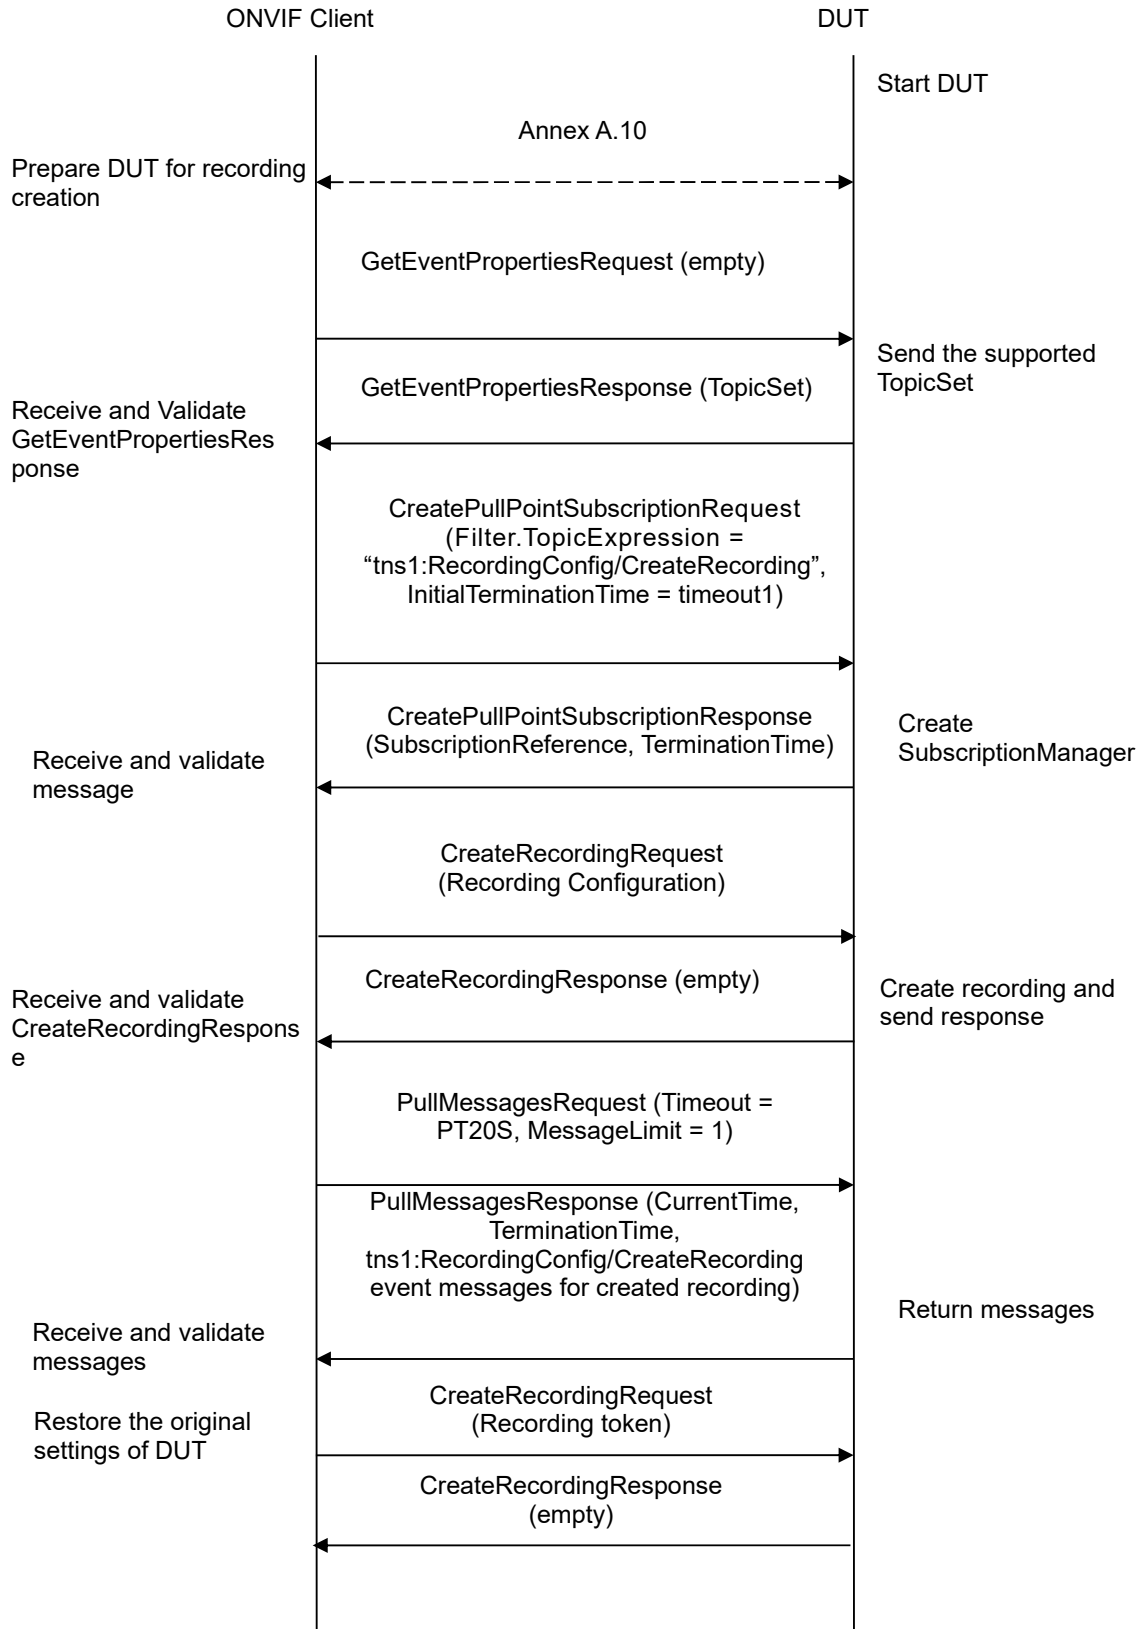 ONVIF Client
DUT
Start DUT
Annex A.10
Prepare DUT for recording
creation
GetEventPropertiesRequest (empty)
Send the supported
TopicSet
GetEventPropertiesResponse (TopicSet)
Receive and Validate
GetEventPropertiesRes
ponse
CreatePullPointSubscriptionRequest
(Filter.TopicExpression =
“tns1:RecordingConfig/CreateRecording”,
InitialTerminationTime = timeout1)
CreatePullPointSubscriptionResponse
(SubscriptionReference, TerminationTime)
Create
SubscriptionManager
Receive and validate
message
CreateRecordingRequest
(Recording Configuration)
CreateRecordingResponse (empty)
Create recording and
send response
Receive and validate
CreateRecordingRespons
e
PullMessagesRequest (Timeout =
PT20S, MessageLimit = 1)
PullMessagesResponse (CurrentTime,
TerminationTime,
tns1:RecordingConfig/CreateRecording
event messages for created recording)
Return messages
Receive and validate
messages
CreateRecordingRequest
(Recording token)
Restore the original
settings of DUT
CreateRecordingResponse
(empty)